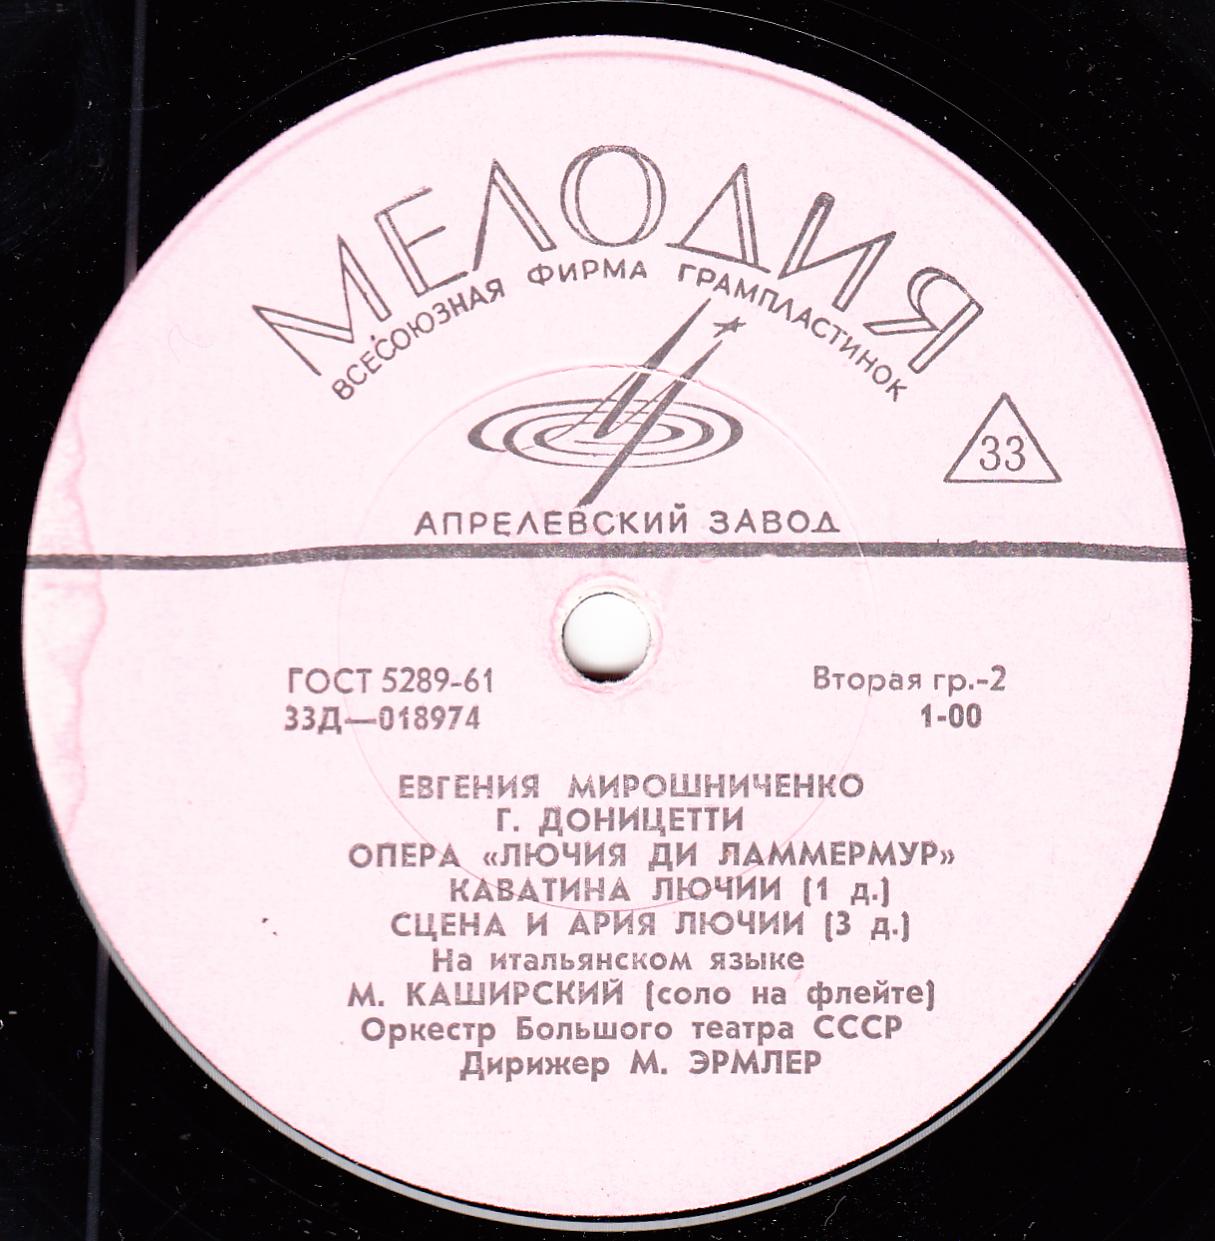 МЕЛОДИЯ
ВСЕСОЮЗНАЯ ФИРМА ГРАМПЛАСТИНОК
33
АПРЕЛЕВСКИЙ ЗАВОД
ГОСТ 5289-61
Вторая гр.-2
33Д—018974
1-00
ЕВГЕНИЯ МИРОШНИЧЕНКО
Г. ДОНИЦЕТТИ
ОПЕРА «ЛЮЧИЯ ДИ ЛАММЕРМУР»
КАВАТИНА ЛЮЧИИ (1 д.)
СЦЕНА И АРИЯ ЛЮЧИИ (3 д.)
На итальянском языке
М. КАШИРСКИЙ (соло на флейте)
Оркестр Большого театра СССР
Дирижер М. ЭРМЛЕР